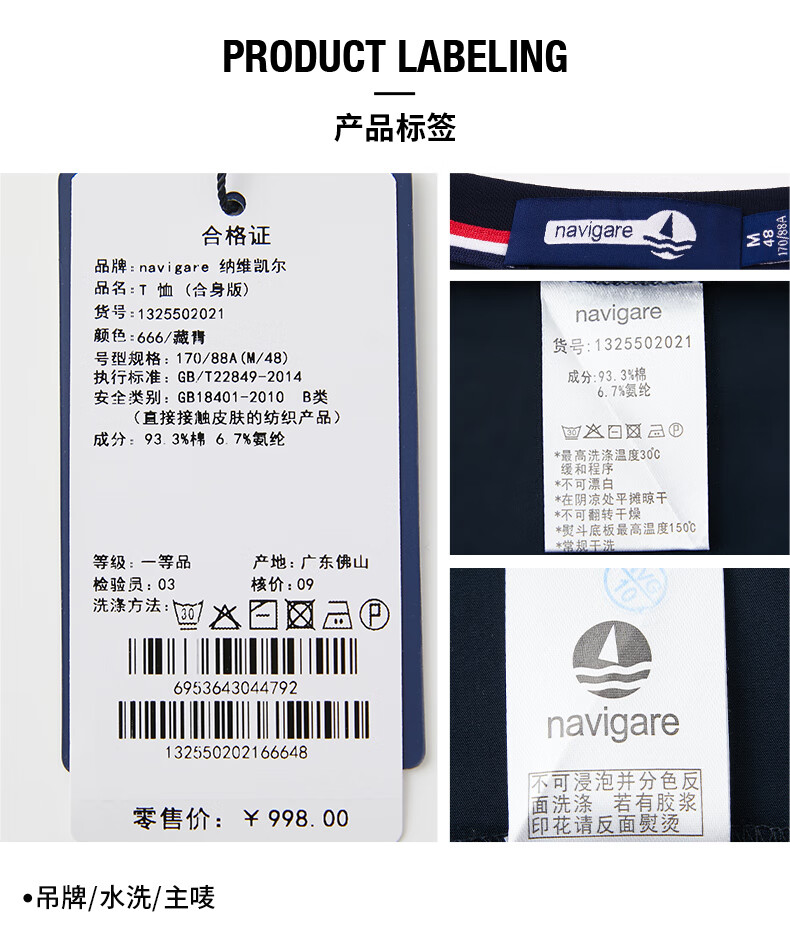 PRODUCT LABELING
产品标签
合格证
品牌:navigare 纳维凯尔
品名:T 恤 (合身版)
货号:1325502021
颜色:666/藏青
号型规格: 170/88A(M/48)
执行标准: GB/T22849-2014
安全类别: GB18401-2010 B类
(直接接触皮肤的纺织产品)
成分: 93.3%棉 6.7%氨纶
等级: 一等品 产地: 广东佛山
检验员: 03 核价: 09
洗涤方法: 30 P
6953643044792
132550202166648
零售价: ￥998.00
navigare
M
48
170/88A
navigare
货号:1325502021
成分:93.3%棉
6.7%氨纶
30 P
*最高洗涤温度30℃
缓和程序
*不可漂白
*在阴凉处平摊晾干
*不可翻转干燥
*熨斗底板最高温度150℃
*常规干洗
10
navigare
不可浸泡并分色反
面洗涤 若有胶浆
印花请反面熨烫
•吊牌/水洗/主唛